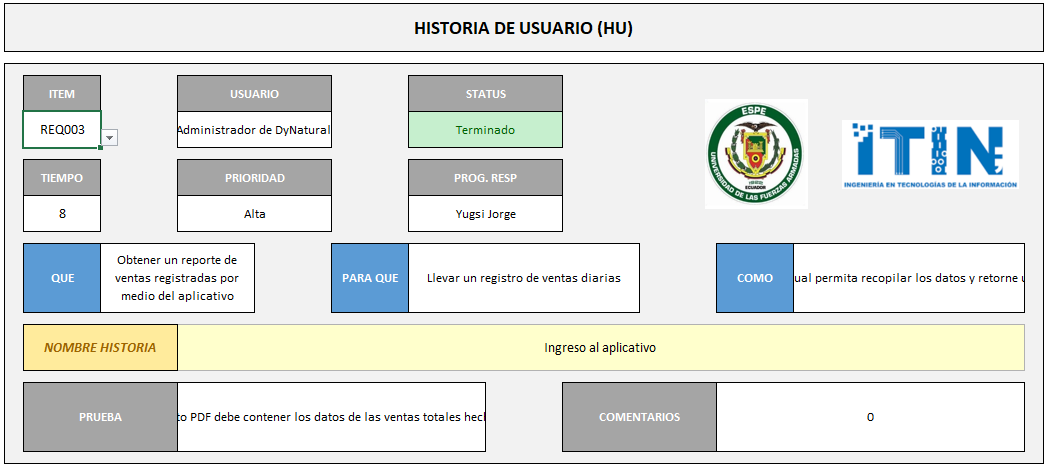 HISTORIA DE USUARIO (HU)
ITEM
USUARIO
STATUS
REQ003
Administrador de DyNatural
Terminado
TIEMPO
PRIORIDAD
PROG. RESP
8
Alta
Yugsi Jorge
ESPE
UNIVERSIDAD DE LAS FUERZAS ARMADAS
ECUADOR
ITIN
INGENIERÍA EN TECNOLOGÍAS DE LA INFORMACIÓN
QUE
Obtener un reporte de
ventas registradas por
medio del aplicativo
PARA QUE
Llevar un registro de ventas diarias
COMO
ual permita recopilar los datos y retorne u
NOMBRE HISTORIA
Ingreso al aplicativo
PRUEBA
to PDF debe contener los datos de las ventas totales hech
COMENTARIOS
0